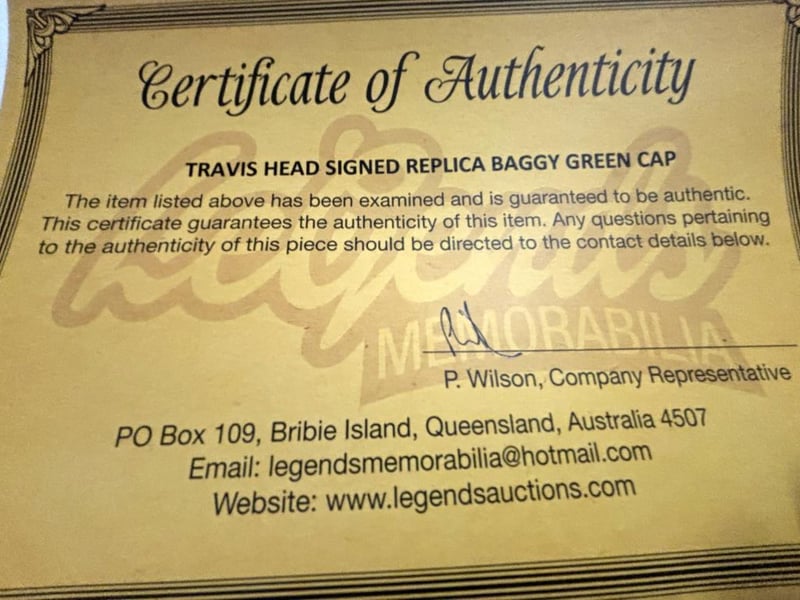 Certificate of Authenticity
TRAVIS HEAD SIGNED REPLICA BAGGY GREEN CAP
The item listed above has been examined and is guaranteed to be authentic.
This certificate guarantees the authenticity of this item. Any questions pertaining
to the authenticity of this piece should be directed to the contact details below.
Legends
MEMORABILIA
P. Wilson, Company Representative
PO Box 109, Bribie Island, Queensland, Australia 4507
Email: legendsmemorabilia@hotmail.com
Website: www.legendsauctions.com